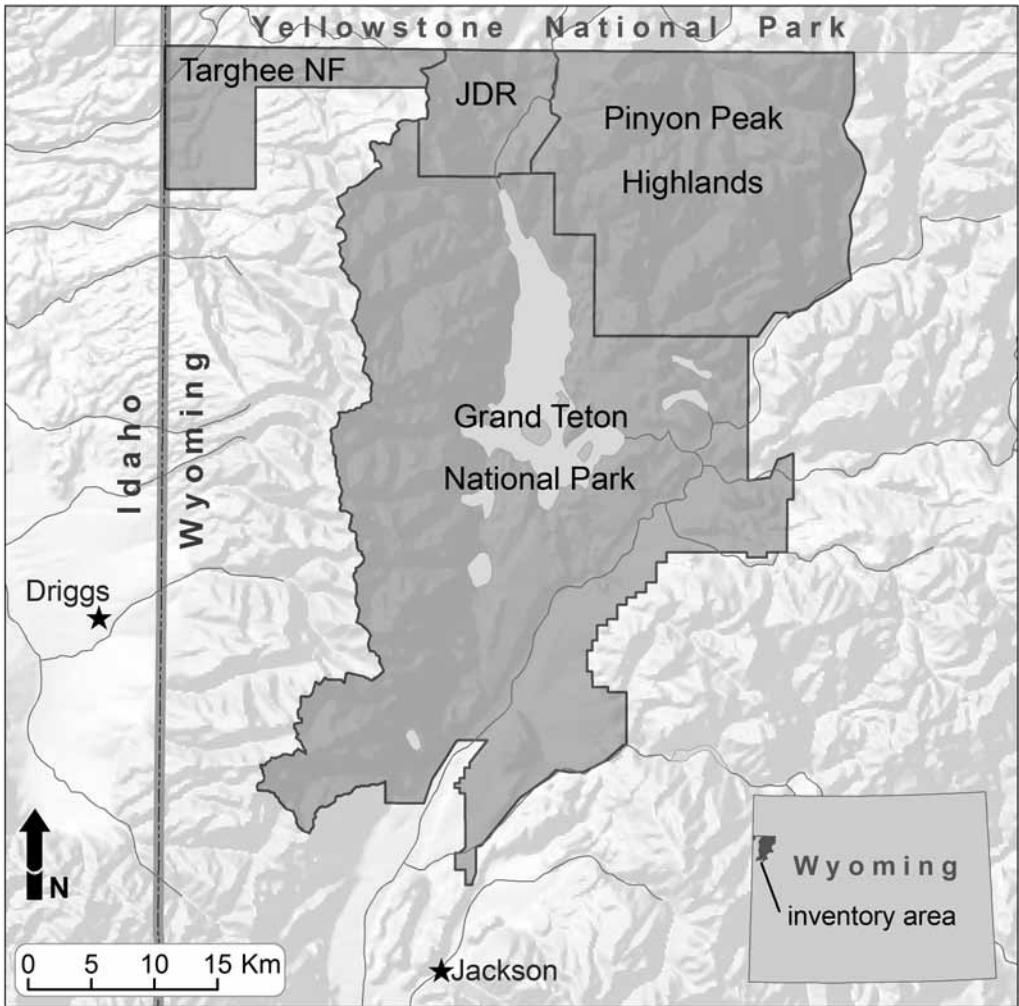 Yellowstone National Park
Targhee NF
JDR
Pinyon Peak
Highlands
Idaho
Wyoming
Grand Teton
National Park
Driggs
N
0 5 10 15 Km
Jackson
Wyoming
inventory area